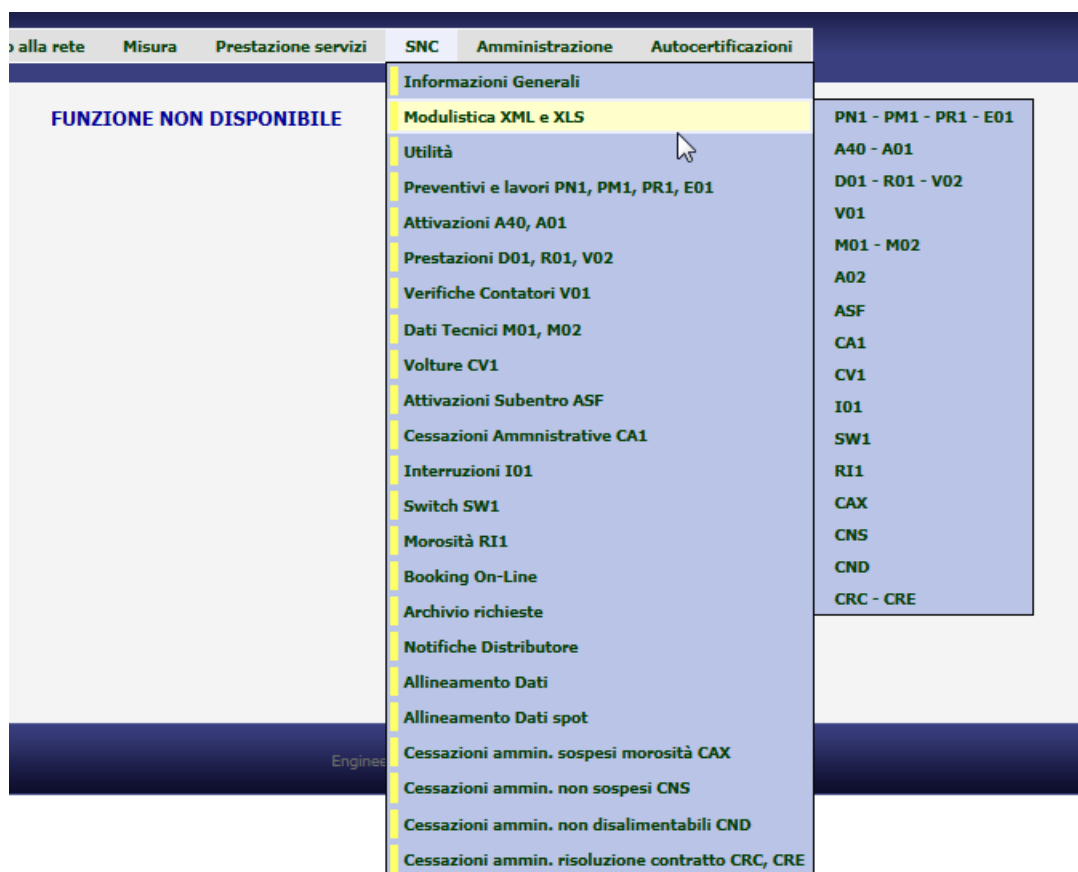 alla rete Misura Prestazione servizi SNC Amministrazione Autocertificazioni
FUNZIONE NON DISPONIBILE
Informazioni Generali
Modulistica XML e XLS
Utilità
Preventivi e lavori PN1, PM1, PR1, E01
Attivazioni A40, A01
Prestazioni D01, R01, V02
Verifiche Contatori V01
Dati Tecnici M01, M02
Volture CV1
Attivazioni Subentro ASF
Cessazioni Ammnistrative CA1
Interruzioni I01
Switch SW1
Morosità RI1
Booking On-Line
Archivio richieste
Notifiche Distributore
Allineamento Dati
Allineamento Dati spot
Cessazioni ammin. sospesi morosità CAX
Cessazioni ammin. non sospesi CNS
Cessazioni ammin. non disalimentabili CND
Cessazioni ammin. risoluzione contratto CRC, CRE
PN1 - PM1 - PR1 - E01
A40 - A01
D01 - R01 - V02
V01
M01 - M02
A02
ASF
CA1
CV1
I01
SW1
RI1
CAX
CNS
CND
CRC - CRE
Enginee